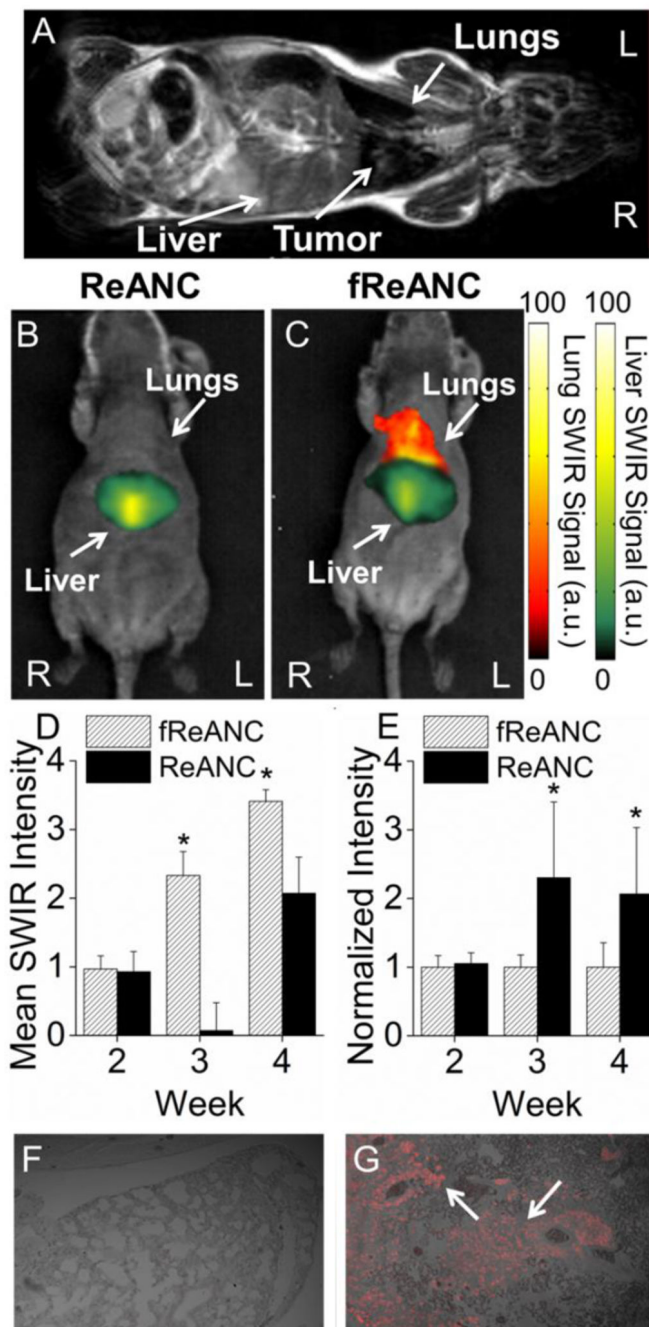 A
Lungs
L
Liver
Tumor
R
ReANC
fReANC
B
Lungs
Liver
R
L
C
Lungs
Liver
R
L
100
Lung SWIR Signal (a.u.)
0
100
Liver SWIR Signal (a.u.)
0
D
fReANC
ReANC
*
*
4
3
2
1
0
Mean SWIR Intensity
2
3
4
Week
E
fReANC
ReANC
*
*
4
3
2
1
0
Normalized Intensity
2
3
4
Week
F
G